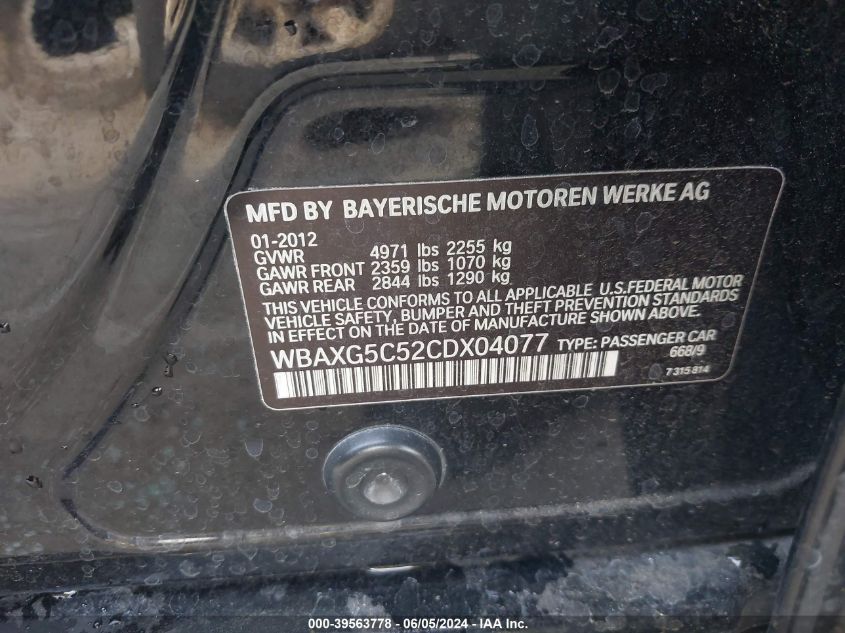 MFD BY BAYERISCHE MOTOREN WERKE AG
01-2012
GVWR 4971 lbs 2255 kg
GAWR FRONT 2359 lbs 1070 kg
GAWR REAR 2844 lbs 1290 kg
THIS VEHICLE CONFORMS TO ALL APPLICABLE U.S.FEDERAL MOTOR
VEHICLE SAFETY, BUMPER AND THEFT PREVENTION STANDARDS
IN EFFECT ON THE DATE OF MANUFACTURE SHOWN ABOVE.
WBAXG5C52CDX04077 TYPE: PASSENGER CAR
668/9
7 315 814
000-39563778 - 06/05/2024 - IAAI.com